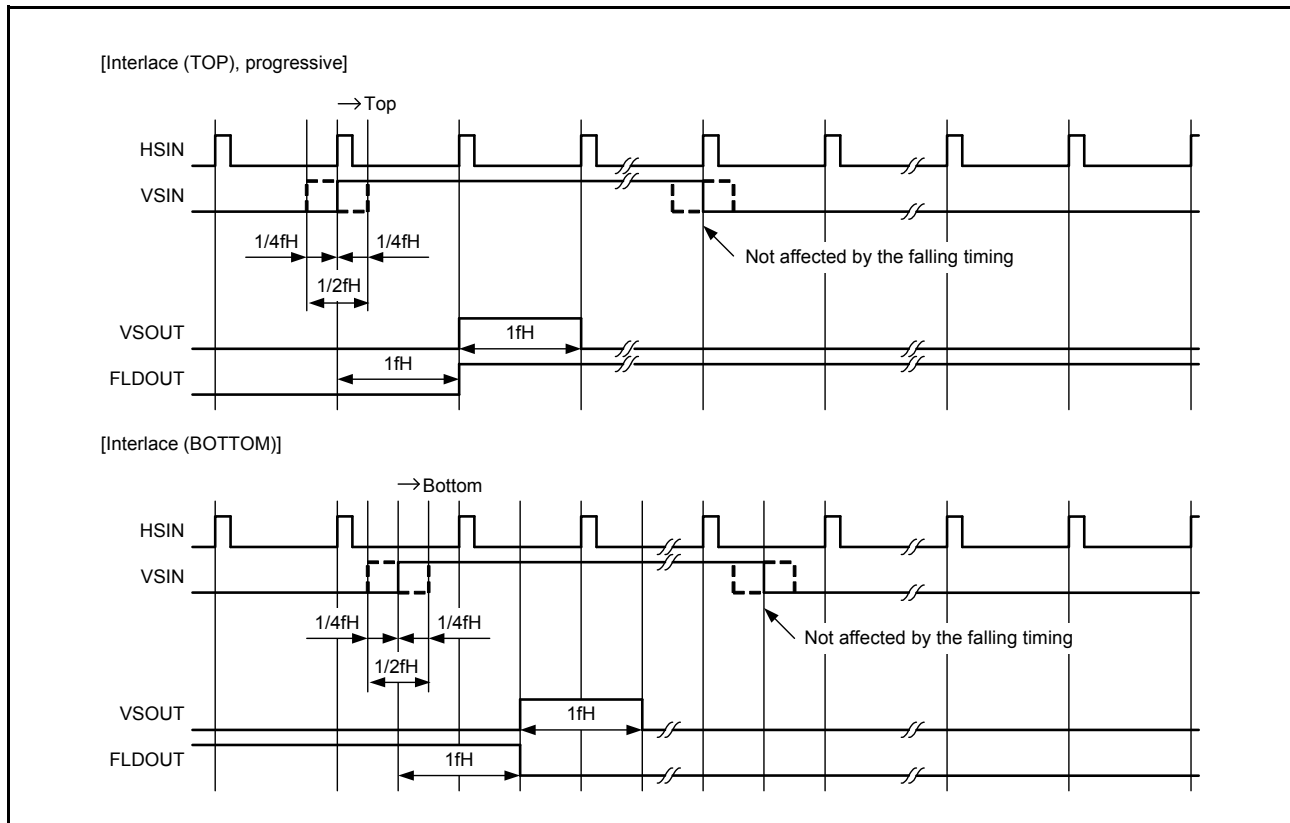 [Interlace (TOP), progressive]
→Top
HSIN
VSIN
1/4fH 1/4fH
Not affected by the falling timing
1/2fH
VSOUT
1fH
1fH
FLDOUT
[Interlace (BOTTOM)]
→Bottom
HSIN
VSIN
1/4fH 1/4fH
Not affected by the falling timing
1/2fH
VSOUT
1fH
FLDOUT
1fH